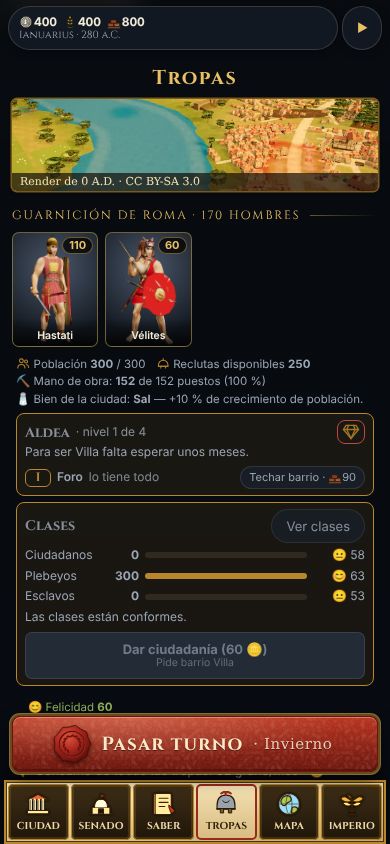 400 400 800
IANUARIUS · 280 A.C.
TROPAS
Render de 0 A.D. · CC BY-SA 3.0
GUARNICIÓN DE ROMA · 170 HOMBRES
110 60
Hastati Vélites
Población 300 / 300 Reclutas disponibles 250
Mano de obra: 152 de 152 puestos (100 %)
Bien de la ciudad: Sal — +10 % de crecimiento de población.
ALDEA · nivel 1 de 4
Para ser Villa falta esperar unos meses.
I Foro lo tiene todo Techar barrio · 90
CLASES Ver clases
Ciudadanos 0 58
Plebeyos 300 63
Esclavos 0 53
Las clases están conformes.
Dar ciudadanía (60 🪙)
Pide barrio Villa
Felicidad 60
PASAR TURNO · Invierno
CIUDAD SENADO SABER TROPAS MAPA IMPERIO